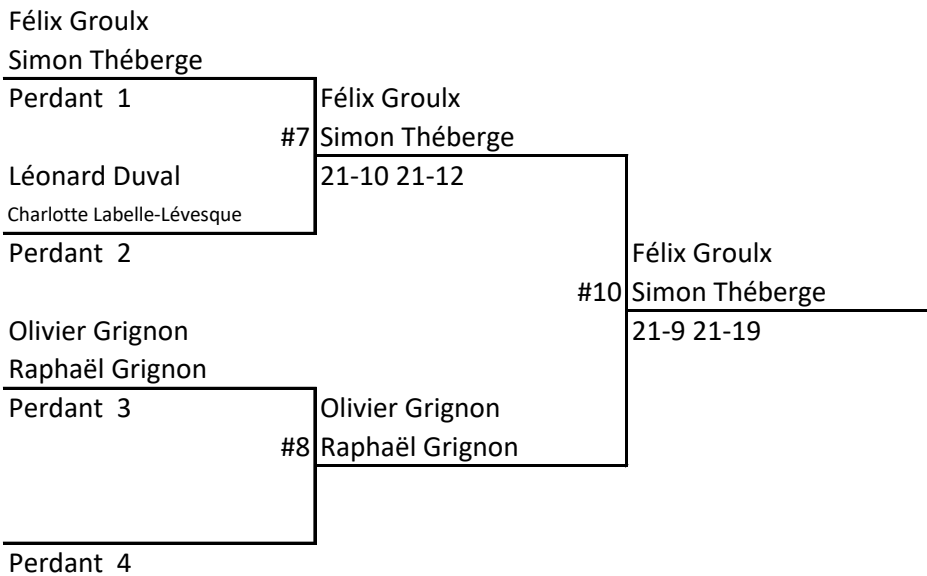 Félix Groulx
Simon Théberge
Perdant 1
Félix Groulx
#7 Simon Théberge
Léonard Duval
21-10 21-12
Charlotte Labelle-Lévesque
Perdant 2
Félix Groulx
#10 Simon Théberge
Olivier Grignon
21-9 21-19
Raphaël Grignon
Perdant 3
Olivier Grignon
#8 Raphaël Grignon
Perdant 4